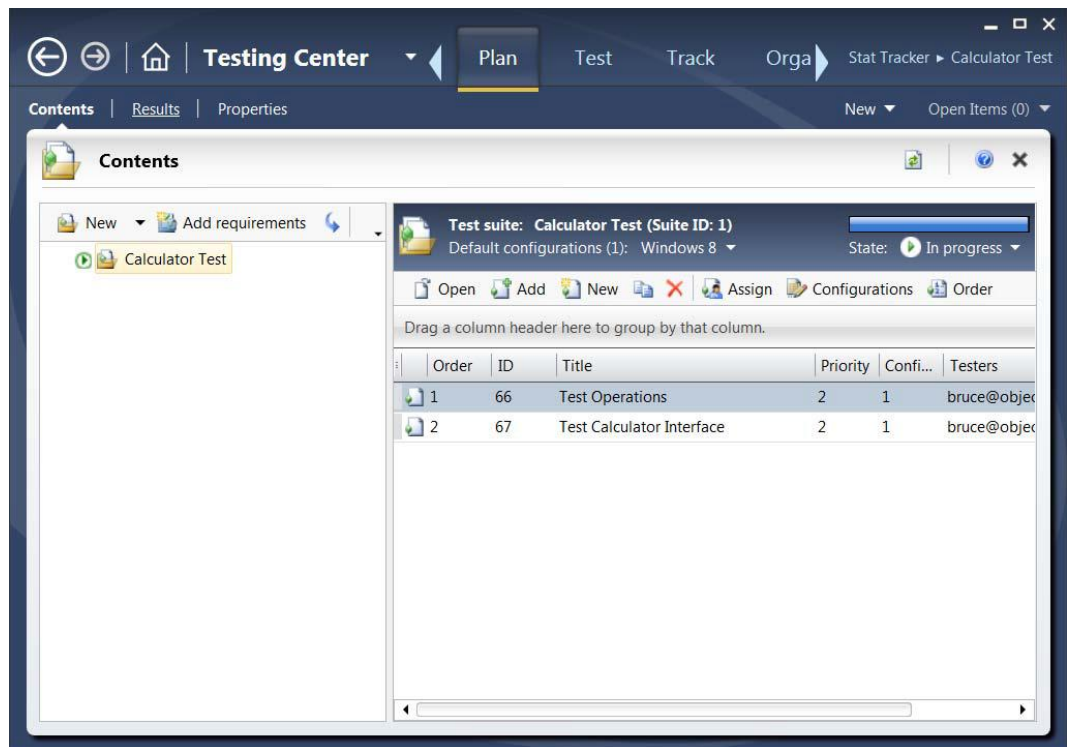 Testing Center Plan Test Track Orga Stat Tracker ► Calculator Test
Contents | Results | Properties New Open Items (0)
Contents
New Add requirements
Calculator Test
Test suite: Calculator Test (Suite ID: 1)
Default configurations (1): Windows 8 State: In progress
Open Add New Assign Configurations Order
Drag a column header here to group by that column.
Order ID Title Priority Confi... Testers
1 66 Test Operations 2 1 bruce@objec
2 67 Test Calculator Interface 2 1 bruce@objec